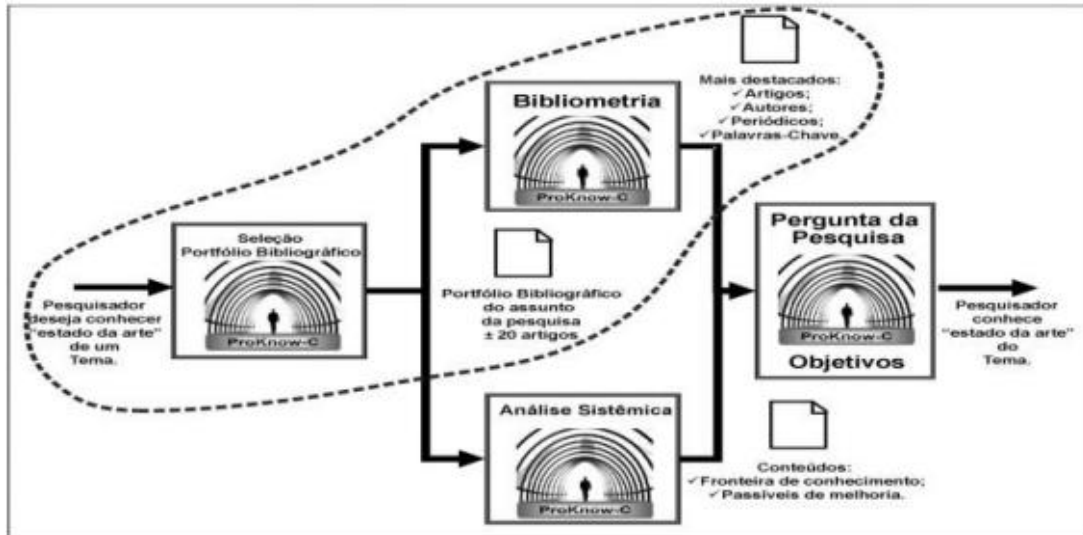 Pesquisador
deseja conhecer
“estado da arte”
de um
Tema.
Seleção
Portfólio Bibliográfico
ProKnow-C
Bibliometria
ProKnow-C
Mais destacados:
✓Artigos;
✓Autores;
✓Periódicos;
✓Palavras-Chave.
Portfólio Bibliográfico
do assunto
da pesquisa
± 20 artigos
Análise Sistêmica
ProKnow-C
Pergunta da
Pesquisa
ProKnow-C
Objetivos
Conteúdos:
✓Fronteira de conhecimento;
✓Passíveis de melhoria.
Pesquisador
conhece
“estado da arte”
do
Tema.